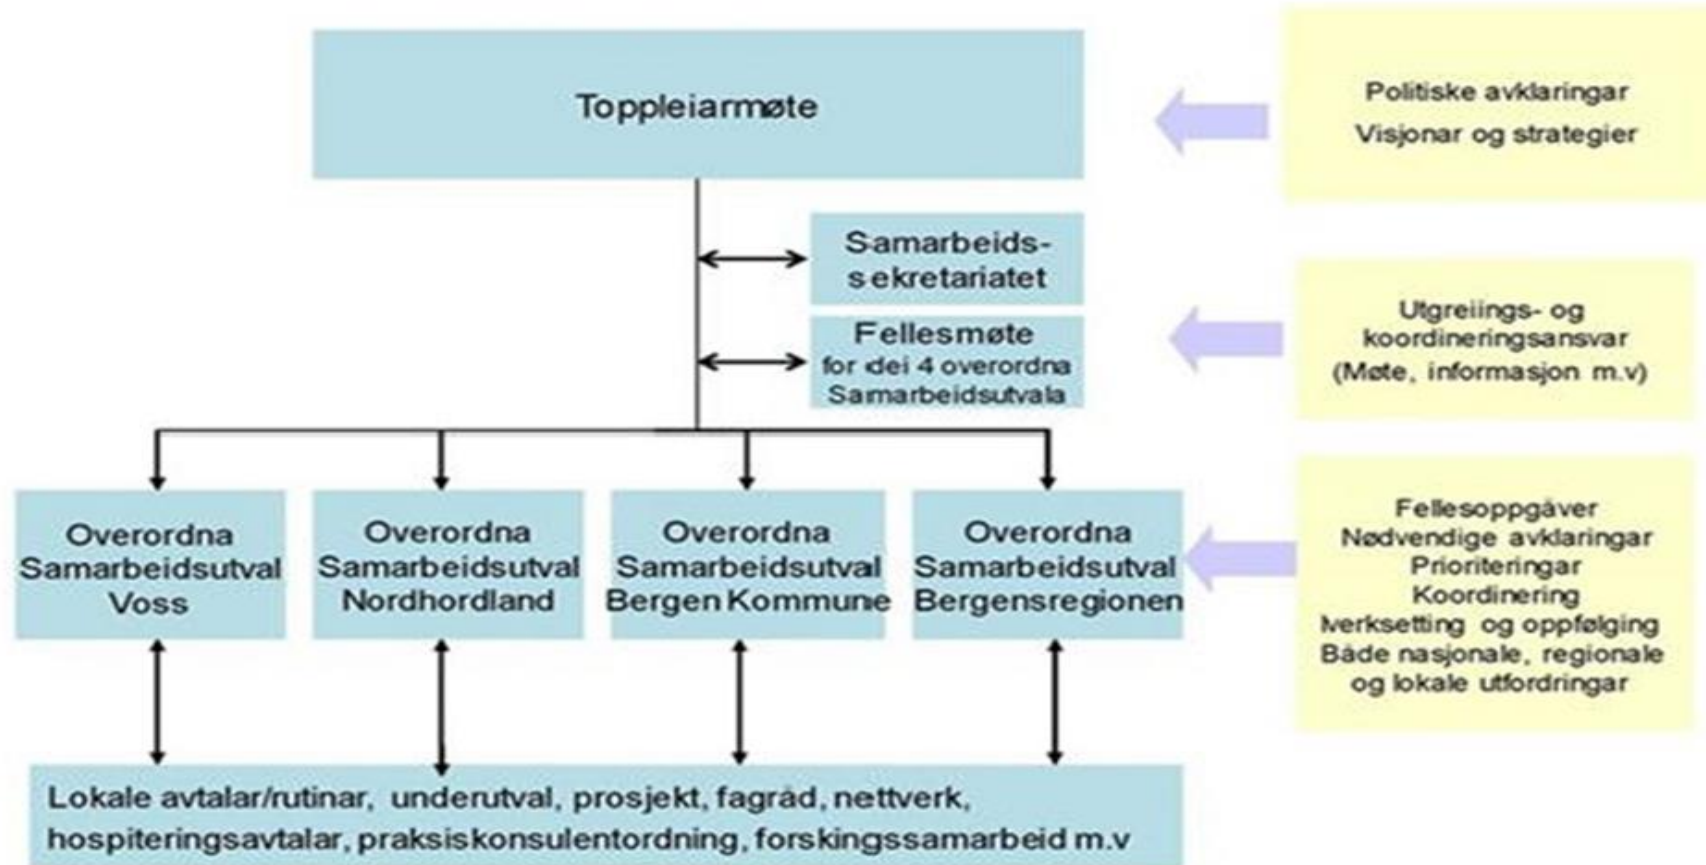 Toppleiarmøte
Politiske avklaringar
Visjonar og strategier
Samarbeids-
sekretariatet
Fellesmøte
for dei 4 overordna
Samarbeidsutvala
Utgreiings- og
koordineringsansvar
(Møte, informasjon m.v)
Overordna
Samarbeidsutval
Voss
Overordna
Samarbeidsutval
Nordhordland
Overordna
Samarbeidsutval
Bergen Kommune
Overordna
Samarbeidsutval
Bergensregionen
Fellesoppgåver
Nødvendige avklaringar
Prioriteringar
Koordinering
Iverksetting og oppfølging
Både nasjonale, regionale
og lokale utfordringar
Lokale avtalar/rutinar, underutval, prosjekt, fagråd, nettverk,
hospiteringsavtalar, praksiskonsulentordning, forskingssamarbeid m.v